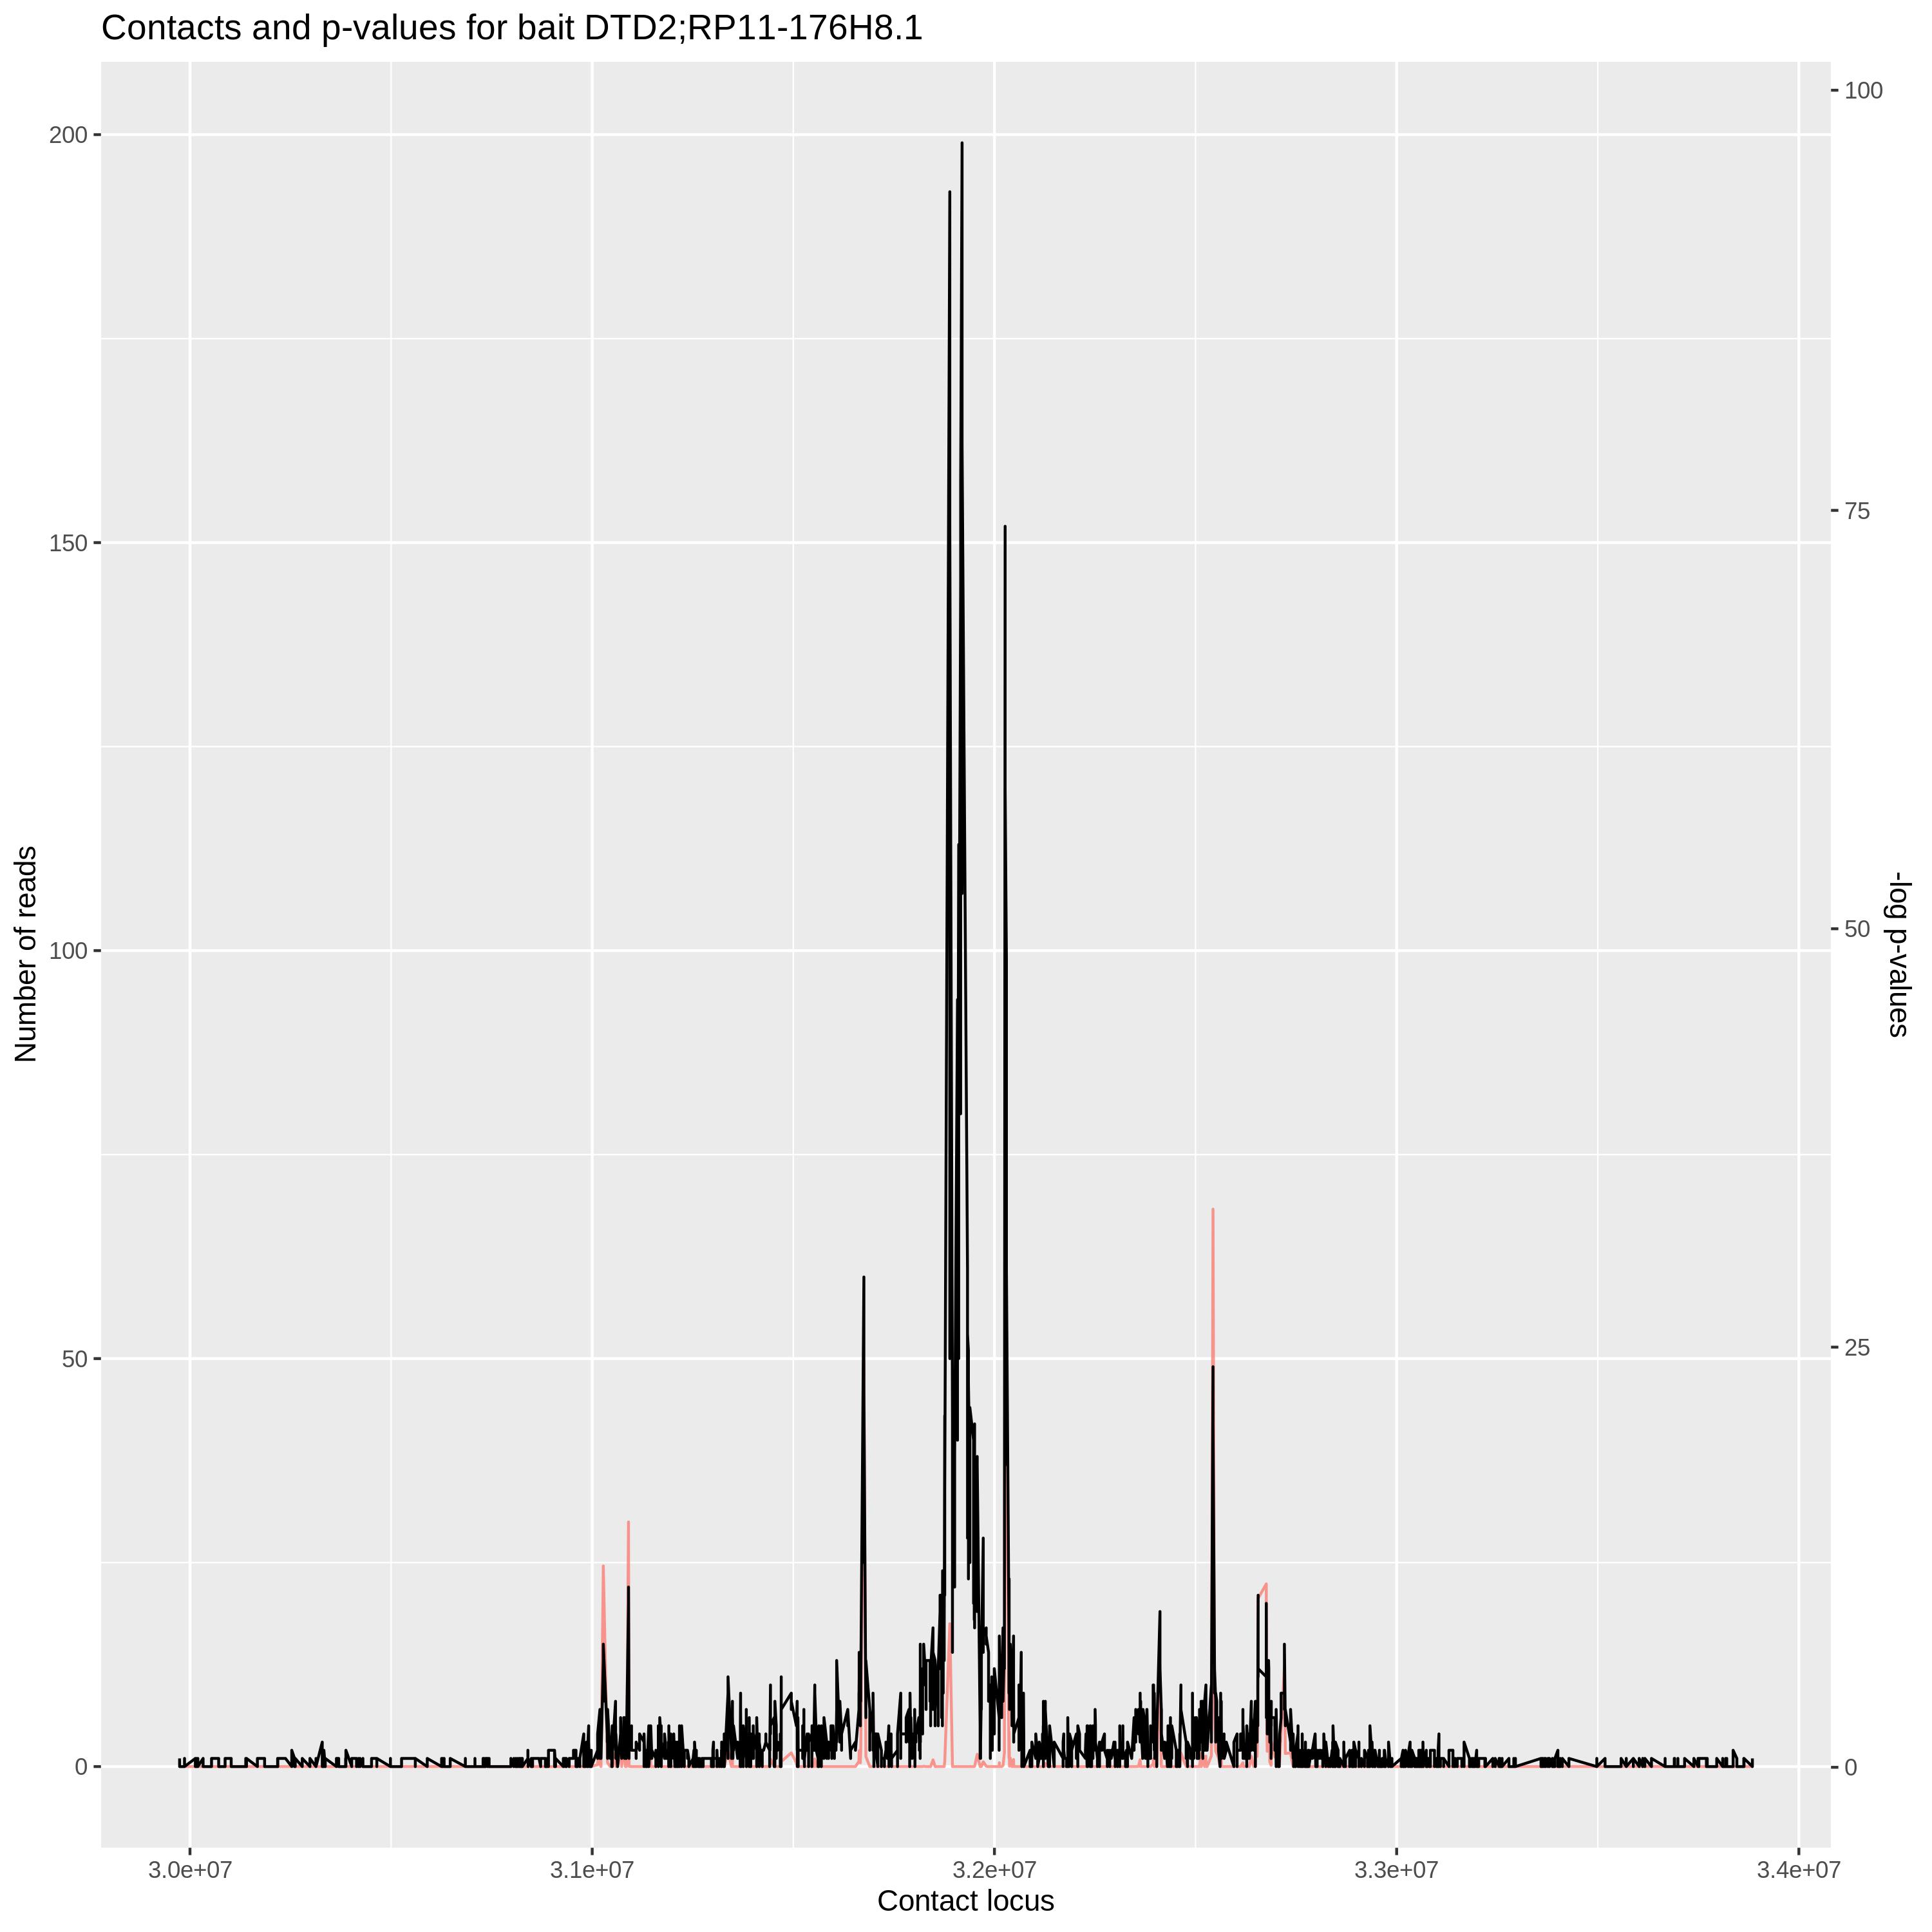 Contacts and p-values for bait DTD2;RP11-176H8.1
Number of reads
200
150
100
50
0
100
75
50
25
0
-log p-values
3.0e+07 3.1e+07 3.2e+07 3.3e+07 3.4e+07
Contact locus